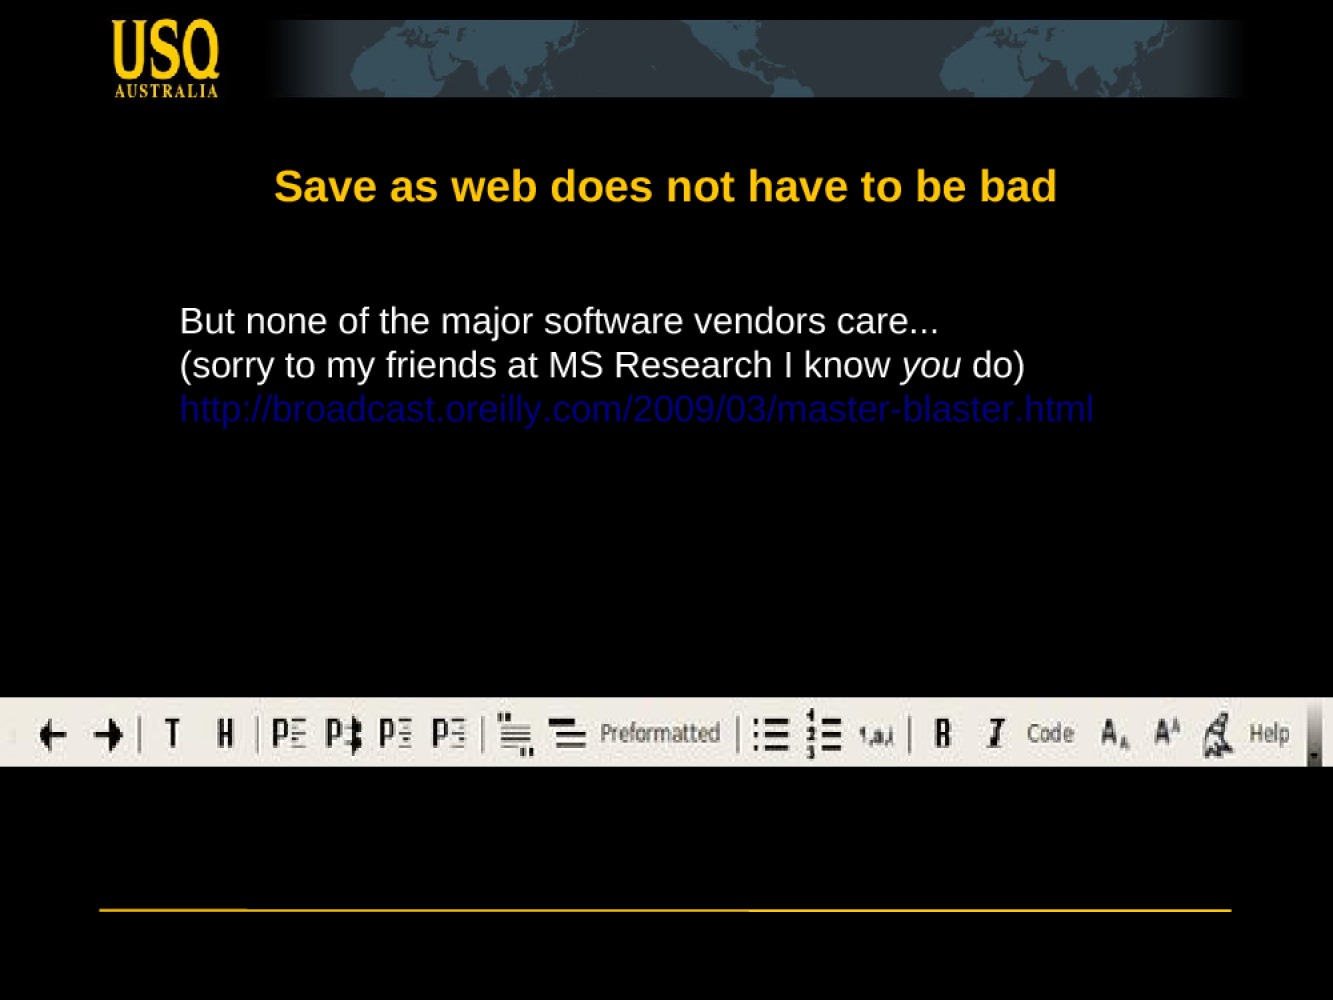 USQ
AUSTRALIA
Save as web does not have to be bad
But none of the major software vendors care...
(sorry to my friends at MS Research I know you do)
http://broadcast.oreilly.com/2009/03/master-blaster.html
T H P P P P Preformatted 1,a,i B I Code A A A A Help